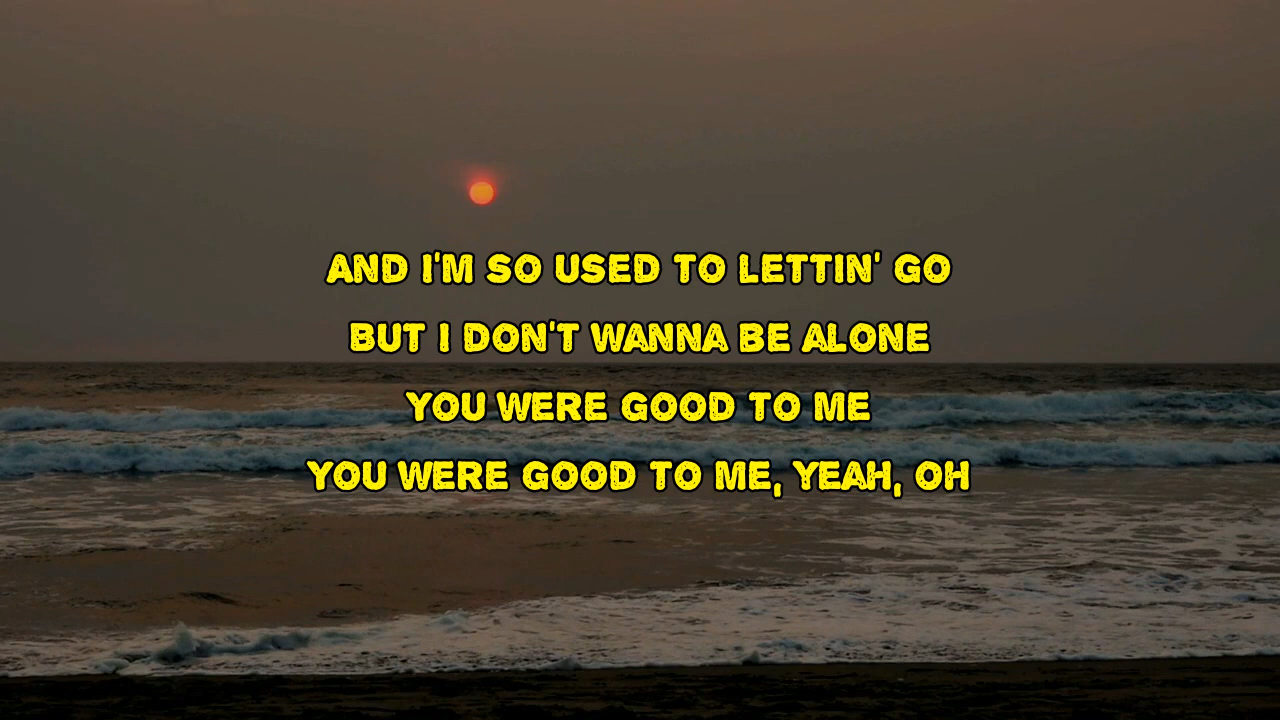 AND I'M SO USED TO LETTIN' GO
BUT I DON'T WANNA BE ALONE
YOU WERE GOOD TO ME
YOU WERE GOOD TO ME, YEAH, OH